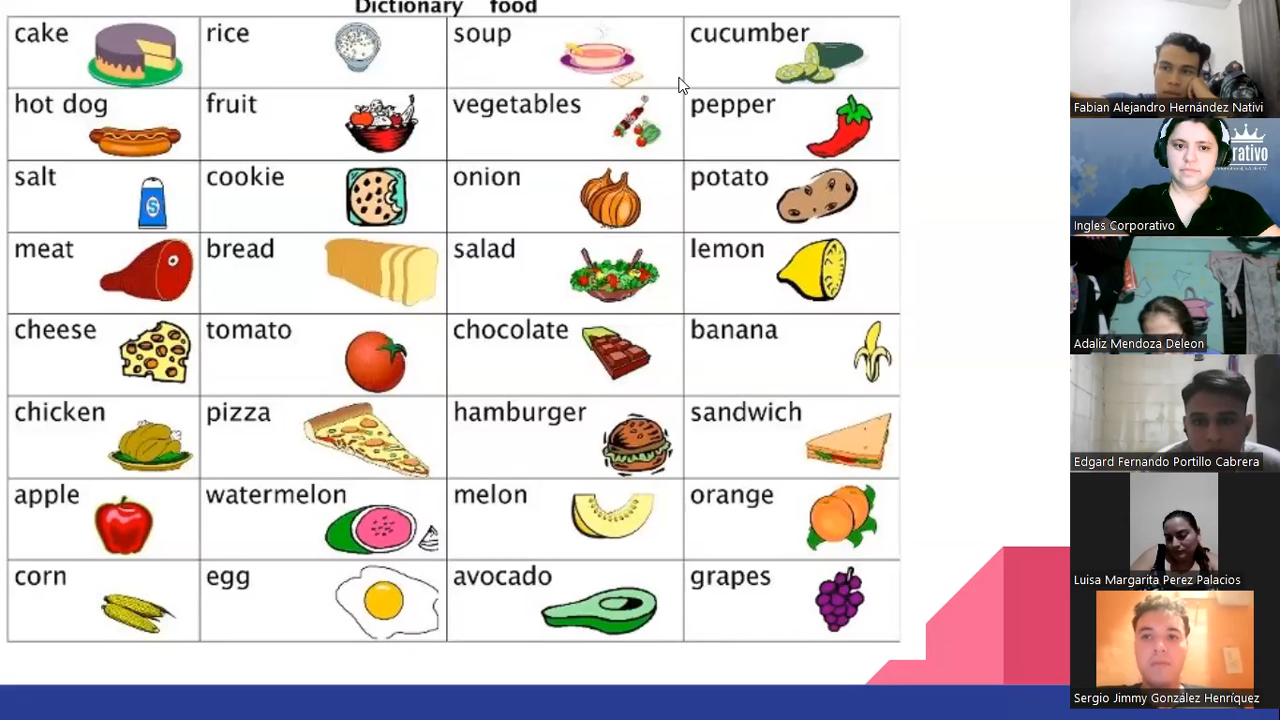 Dictionary food
cake rice soup cucumber
hot dog fruit vegetables pepper
salt cookie onion potato
S
meat bread salad lemon
cheese tomato chocolate banana
chicken pizza hamburger sandwich
apple watermelon melon orange
corn egg avocado grapes
Fabian Alejandro Hernández Nativi
rativo
Ingles Corporativo
Adaliz Mendoza Deleon
Edgard Fernando Portillo Cabrera
Luisa Margarita Perez Palacios
Sergio Jimmy González Henríquez